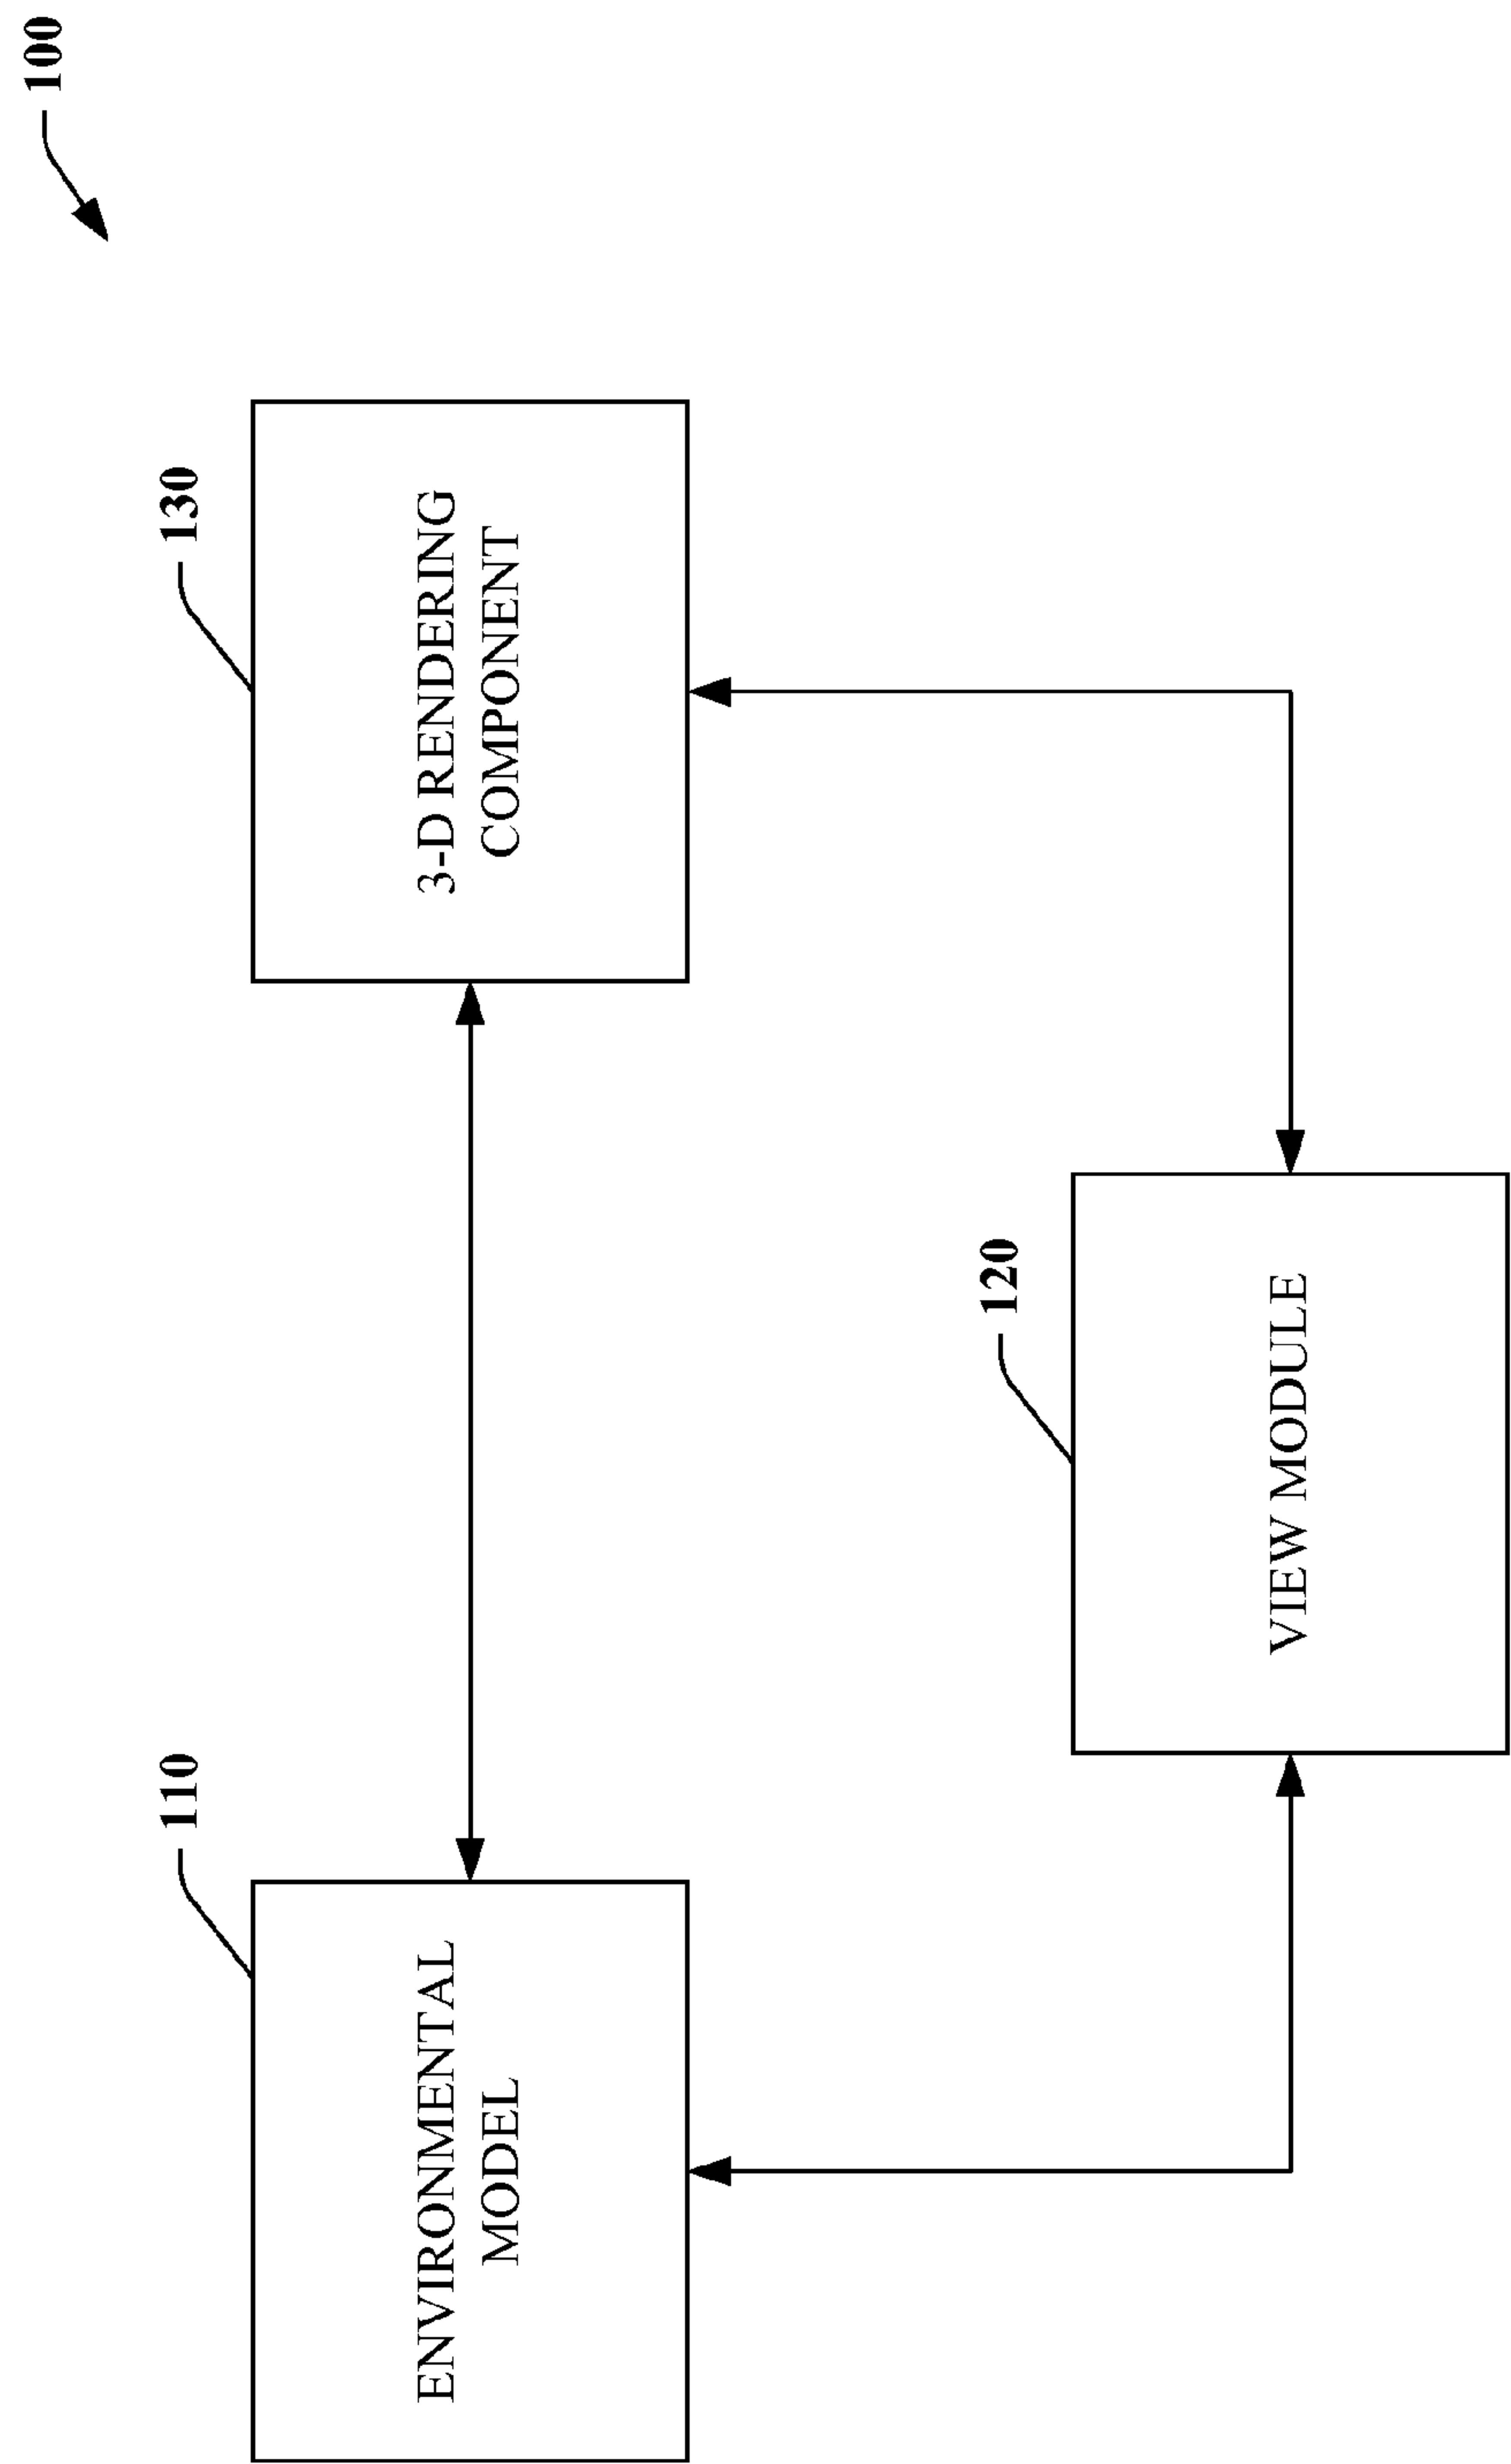 100
110
ENVIRONMENTAL
MODEL
130
3-D RENDERING
COMPONENT
120
VIEW MODULE